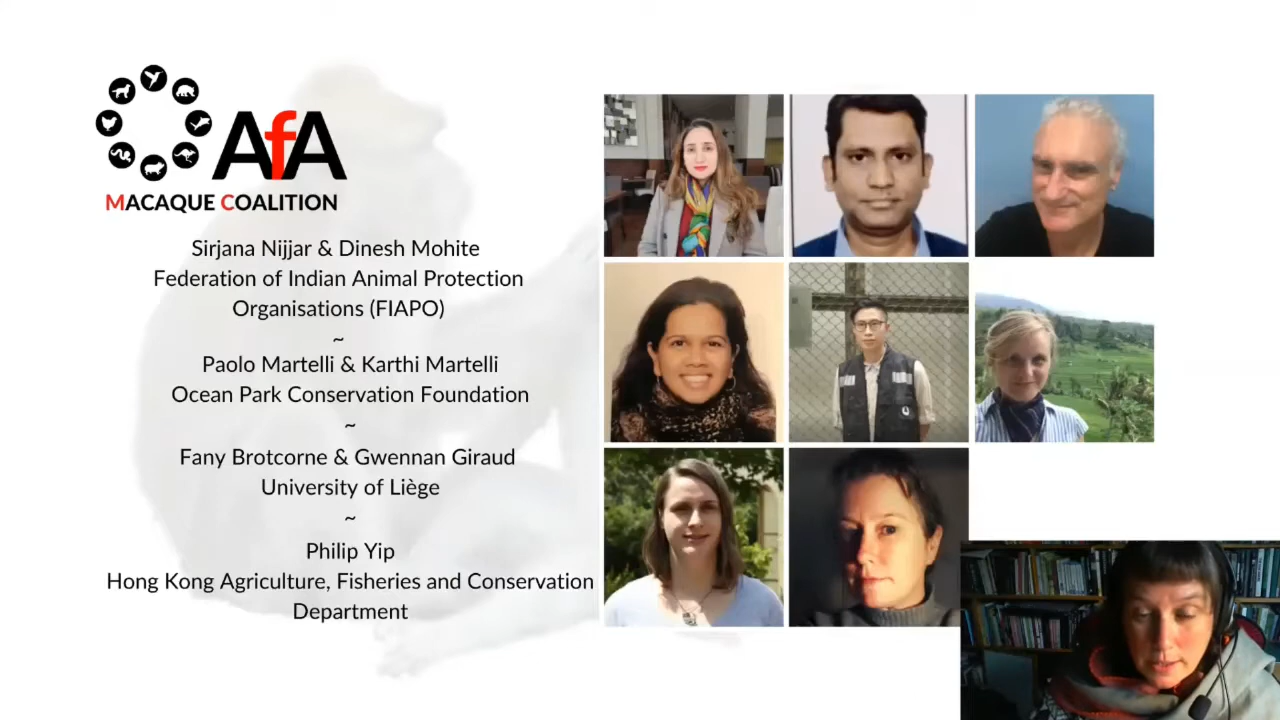 AfA
MACAQUE COALITION
Sirjana Nijjar & Dinesh Mohite
Federation of Indian Animal Protection
Organisations (FIAPO)
~
Paolo Martelli & Karthi Martelli
Ocean Park Conservation Foundation
~
Fany Brotcorne & Gwennan Giraud
University of Liège
~
Philip Yip
Hong Kong Agriculture, Fisheries and Conservation
Department